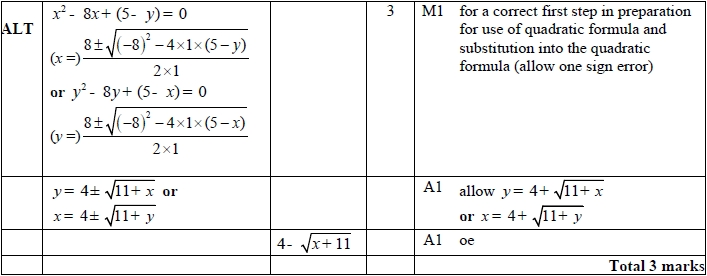 ALT x² - 8x + (5 - y) = 0 3 M1 for a correct first step in preparation
for use of quadratic formula and
(x =) (8 ± √((-8)² - 4×1×(5 - y))) / (2×1) substitution into the quadratic
formula (allow one sign error)
or y² - 8y + (5 - x) = 0
(y =) (8 ± √((-8)² - 4×1×(5 - x))) / (2×1)
y = 4 ± √(11 + x) or A1 allow y = 4 + √(11 + x)
x = 4 ± √(11 + y) or x = 4 + √(11 + y)
4 - √(x + 11) A1 oe
Total 3 marks